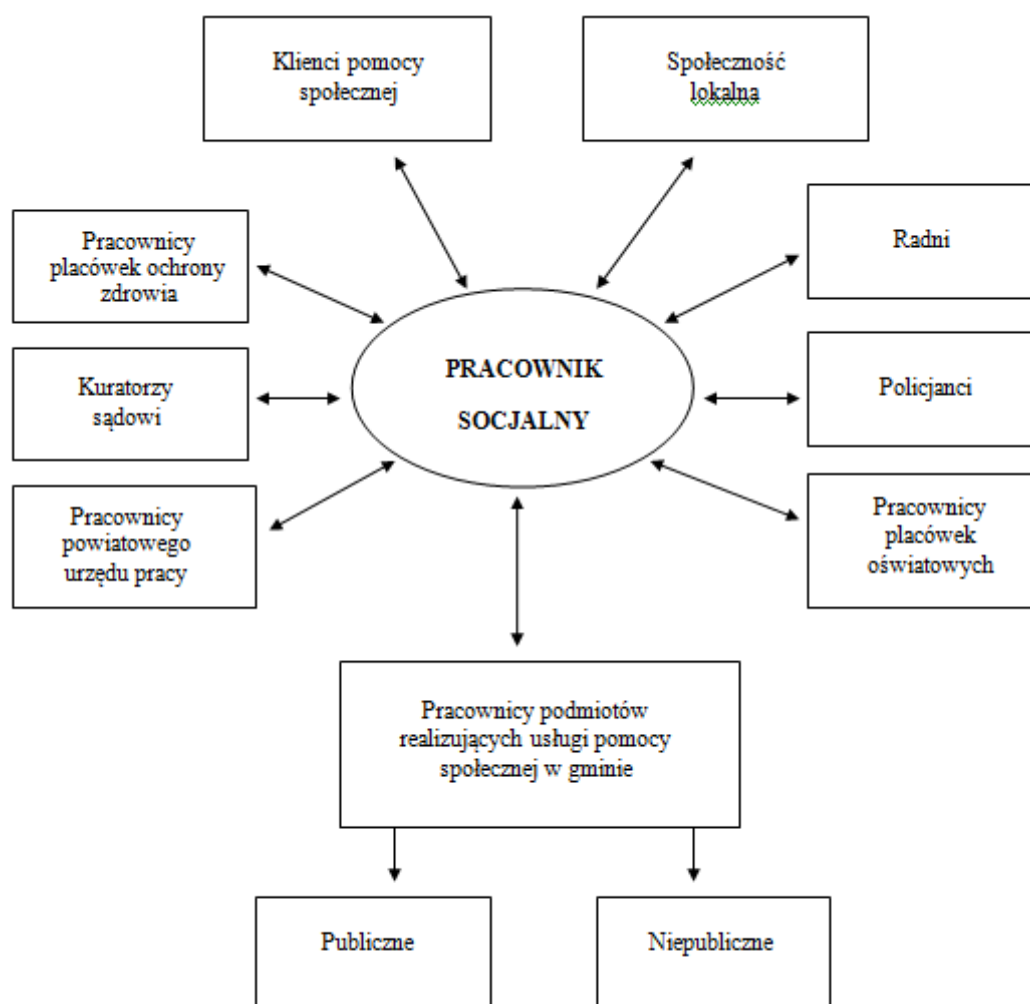 Klienci pomocy
społecznej
Społeczność
lokalna
Pracownicy
placówek ochrony
zdrowia
Radni
PRACOWNIK
SOCJALNY
Kuratorzy
sądowi
Policjanci
Pracownicy
powiatowego
urzędu pracy
Pracownicy
placówek
oświatowych
Pracownicy podmiotów
realizujących usługi pomocy
społecznej w gminie
Publiczne
Niepubliczne